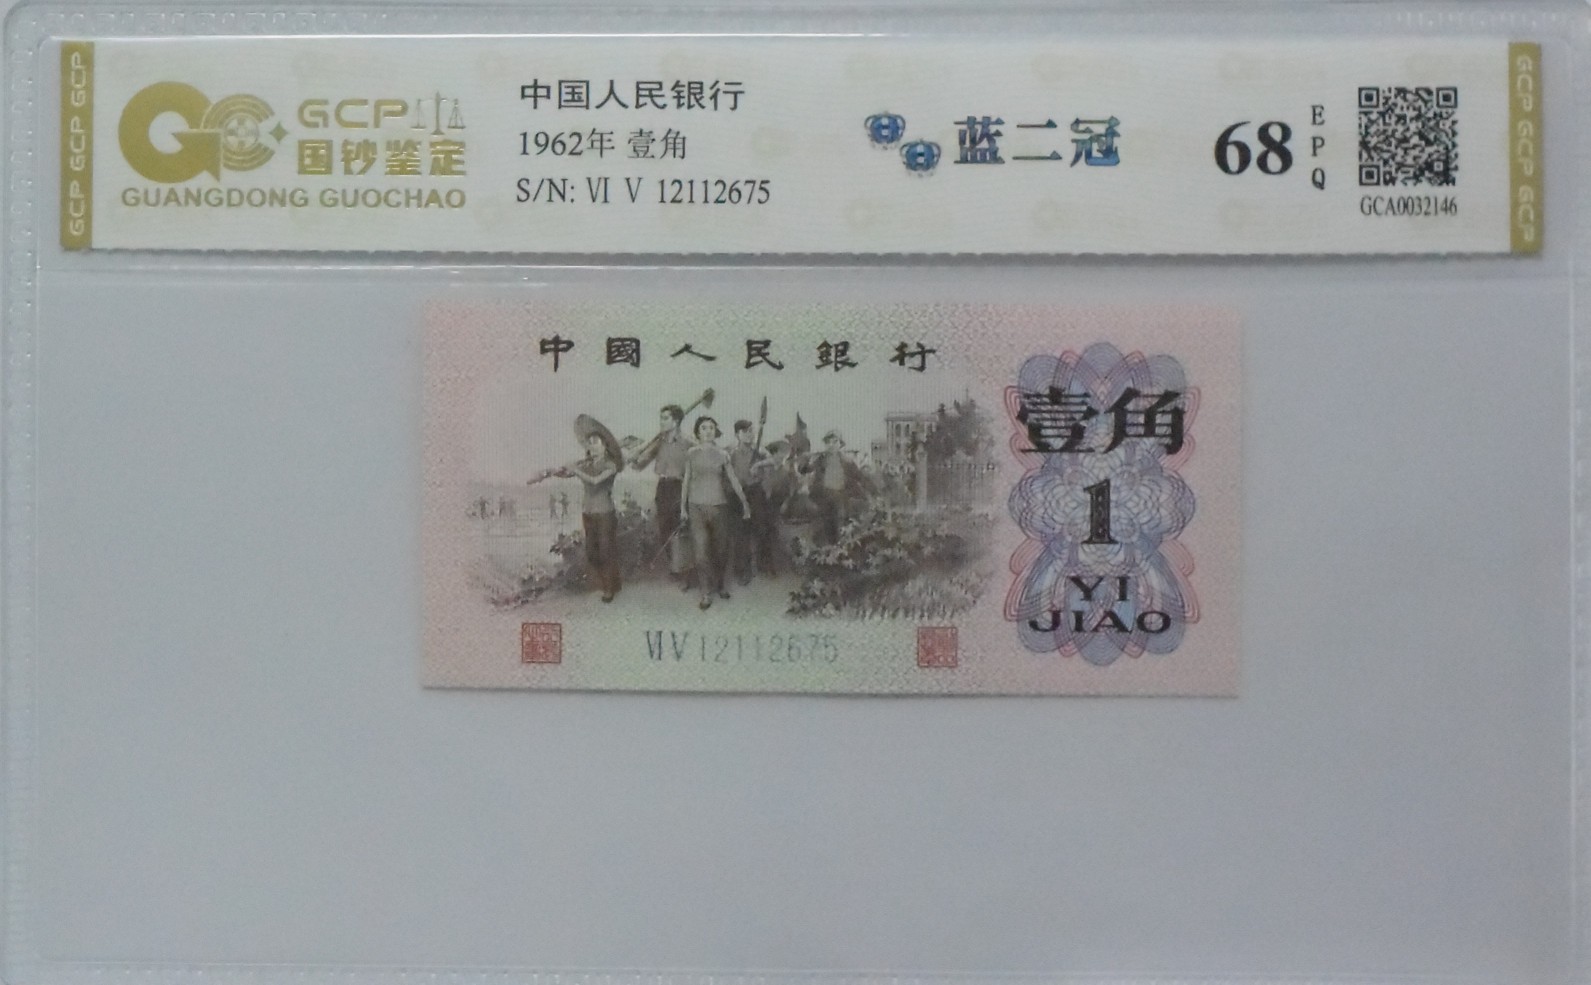 GCP GCP GCP
GCP
国钞鉴定
GUANGDONG GUOCHAO
中国人民银行
1962年 壹角
S/N: Ⅵ Ⅴ 12112675
蓝二冠
68
EPQ
GCA0032146
GCP GCP GCP
中國人民銀行
壹角
1
YI
JIAO
ⅥⅤ12112675